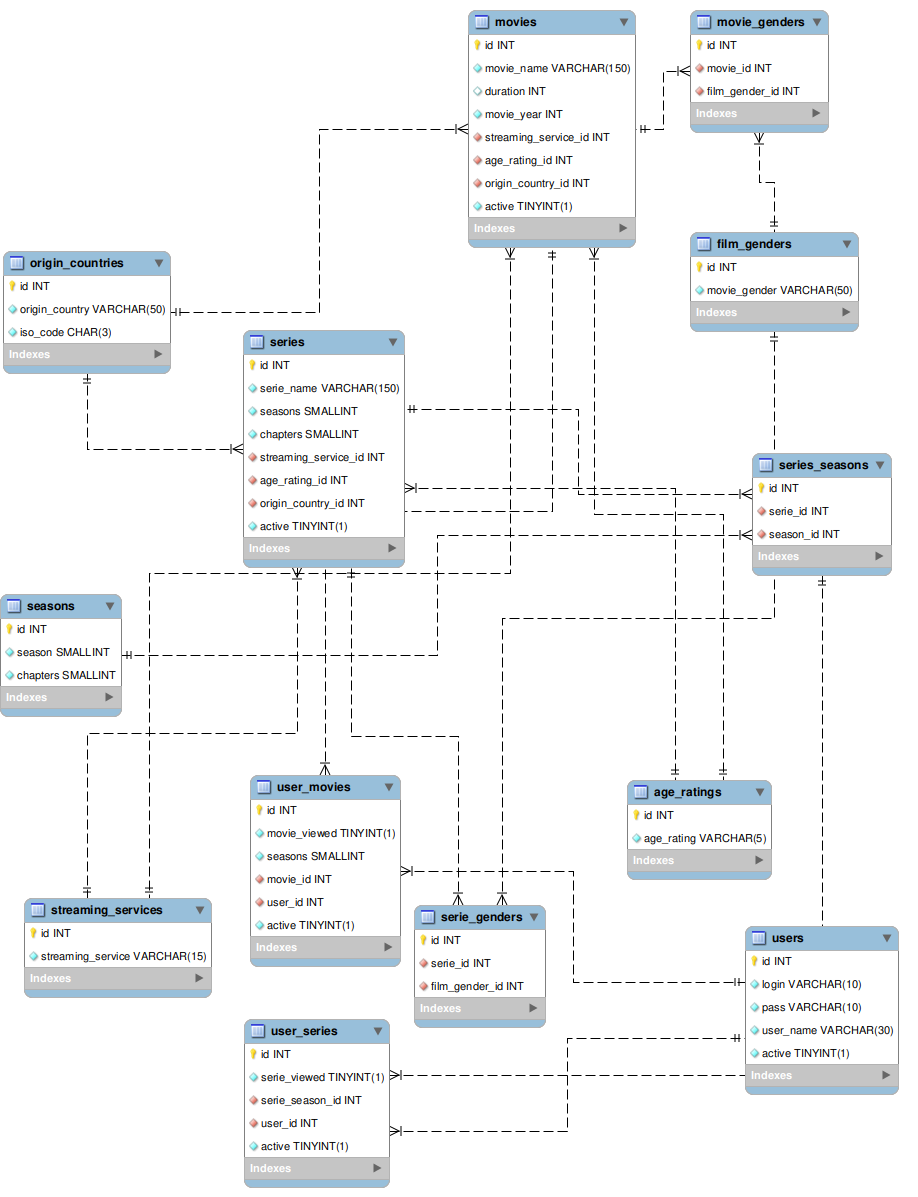 movies
id INT
movie_name VARCHAR(150)
duration INT
movie_year INT
streaming_service_id INT
age_rating_id INT
origin_country_id INT
active TINYINT(1)
Indexes
movie_genders
id INT
movie_id INT
film_gender_id INT
Indexes
film_genders
id INT
movie_gender VARCHAR(50)
Indexes
origin_countries
id INT
origin_country VARCHAR(50)
iso_code CHAR(3)
Indexes
series
id INT
serie_name VARCHAR(150)
seasons SMALLINT
chapters SMALLINT
streaming_service_id INT
age_rating_id INT
origin_country_id INT
active TINYINT(1)
Indexes
series_seasons
id INT
serie_id INT
season_id INT
Indexes
seasons
id INT
season SMALLINT
chapters SMALLINT
Indexes
user_movies
id INT
movie_viewed TINYINT(1)
seasons SMALLINT
movie_id INT
user_id INT
active TINYINT(1)
Indexes
age_ratings
id INT
age_rating VARCHAR(5)
Indexes
streaming_services
id INT
streaming_service VARCHAR(15)
Indexes
serie_genders
id INT
serie_id INT
film_gender_id INT
Indexes
users
id INT
login VARCHAR(10)
pass VARCHAR(10)
user_name VARCHAR(30)
active TINYINT(1)
Indexes
user_series
id INT
serie_viewed TINYINT(1)
serie_season_id INT
user_id INT
active TINYINT(1)
Indexes